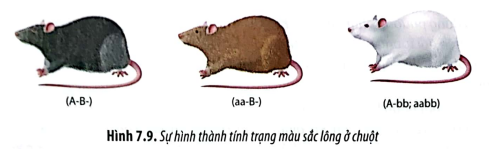 (A-B-) (aa-B-) (A-bb; aabb)
Hình 7.9. Sự hình thành tính trạng màu sắc lông ở chuột